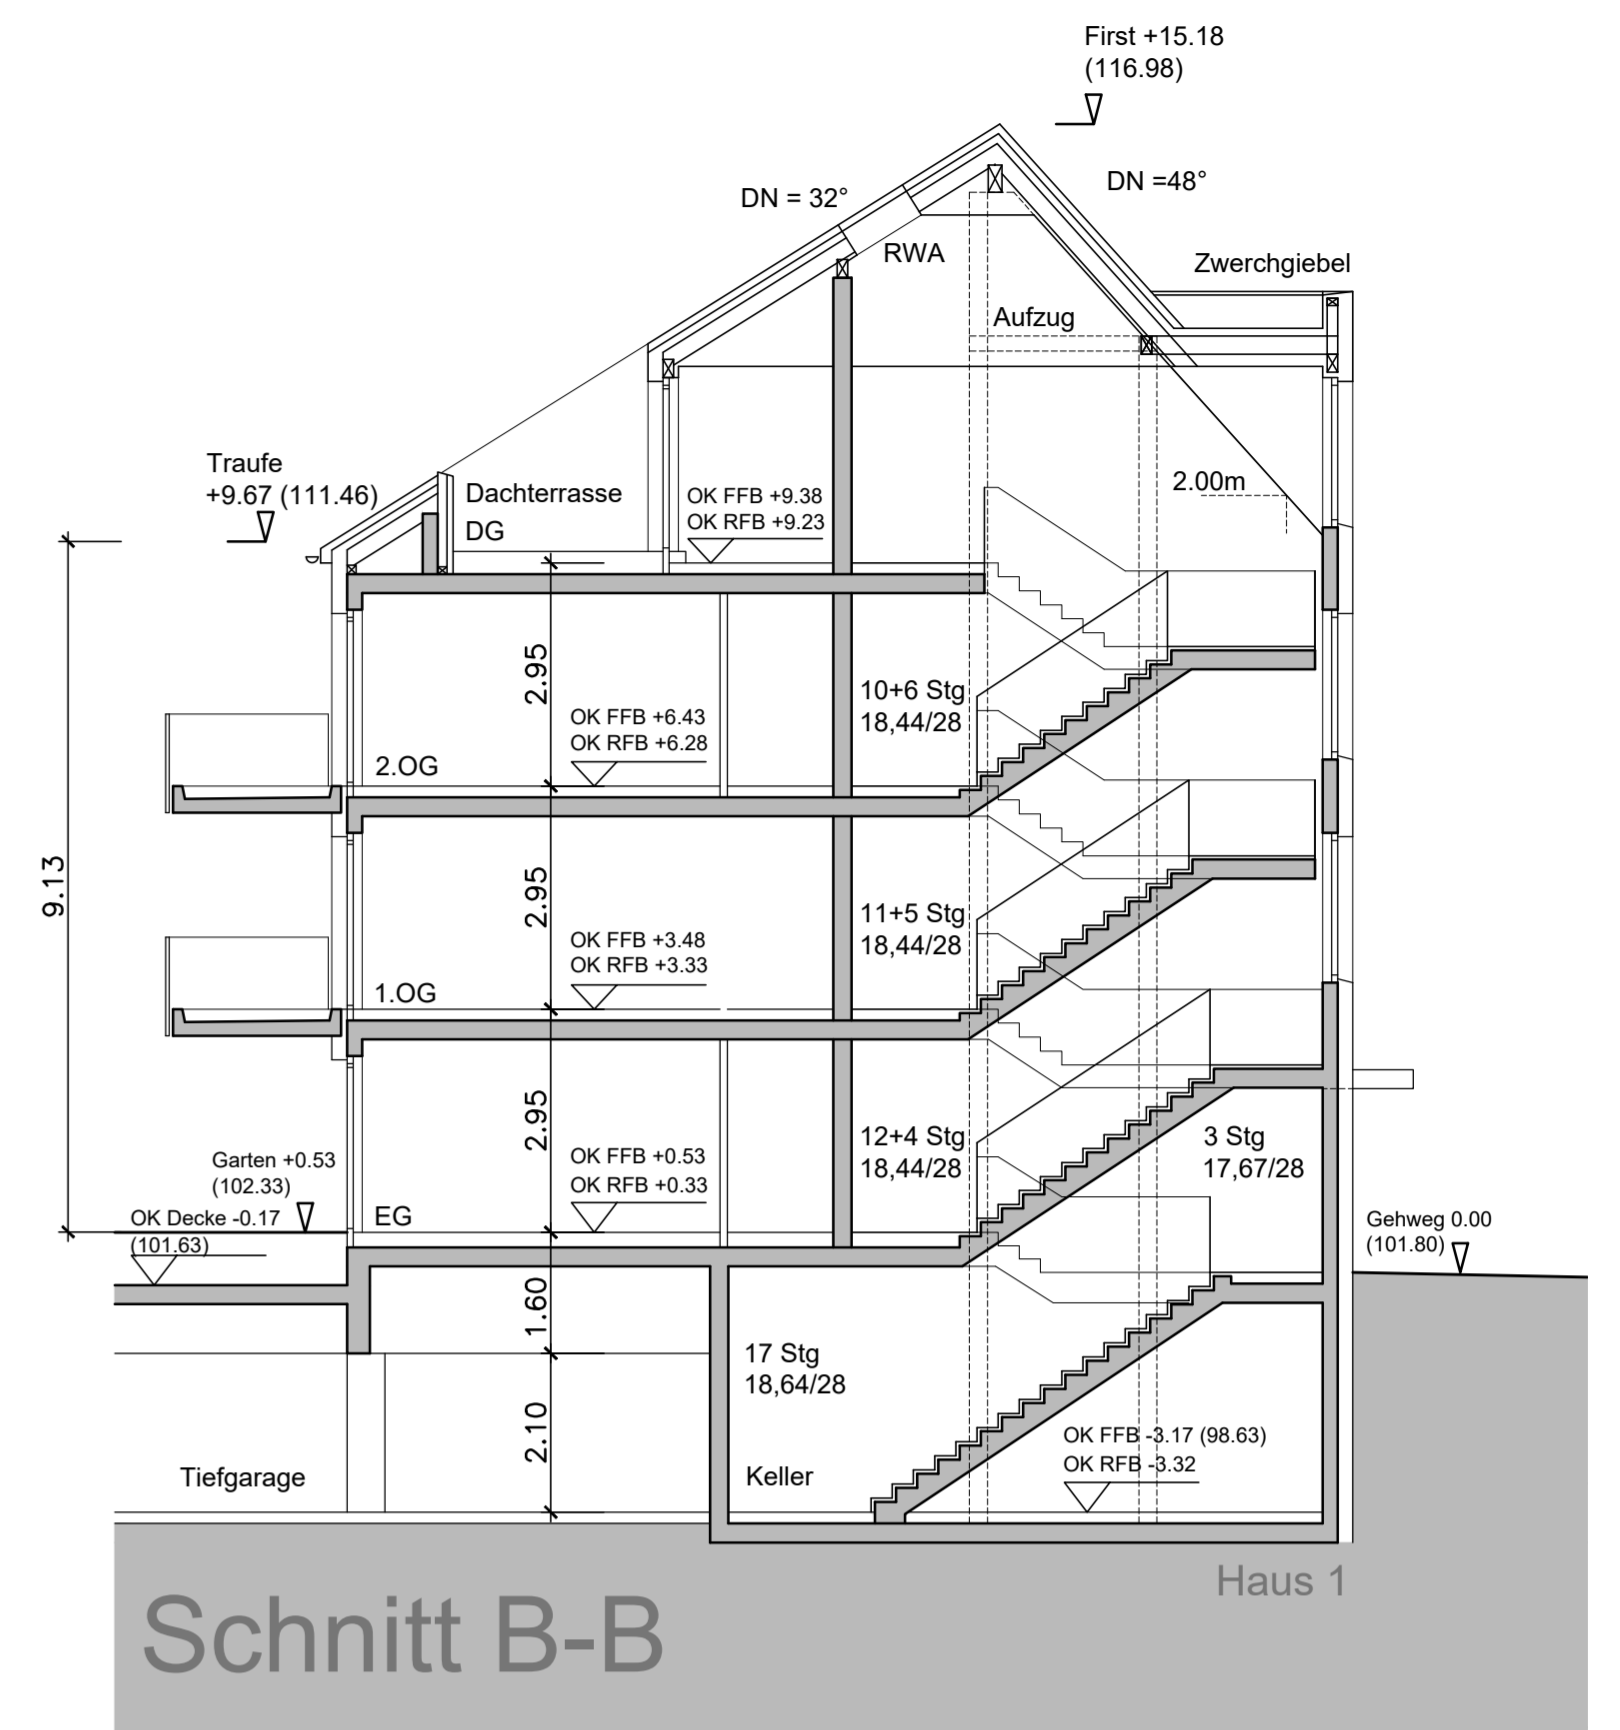 First +15.18
(116.98)
DN = 32°
DN =48°
RWA
Zwerchgiebel
Aufzug
Traufe
+9.67 (111.46)
Dachterrasse
DG
OK FFB +9.38
OK RFB +9.23
2.00m
2.95
10+6 Stg
18,44/28
OK FFB +6.43
OK RFB +6.28
2.OG
9.13
2.95
11+5 Stg
18,44/28
OK FFB +3.48
OK RFB +3.33
1.OG
2.95
12+4 Stg
18,44/28
3 Stg
17,67/28
Garten +0.53
(102.33)
OK FFB +0.53
OK RFB +0.33
OK Decke -0.17
(101.63)
EG
Gehweg 0.00
(101.80)
1.60
17 Stg
18,64/28
2.10
OK FFB -3.17 (98.63)
OK RFB -3.32
Tiefgarage
Keller
Haus 1
Schnitt B-B